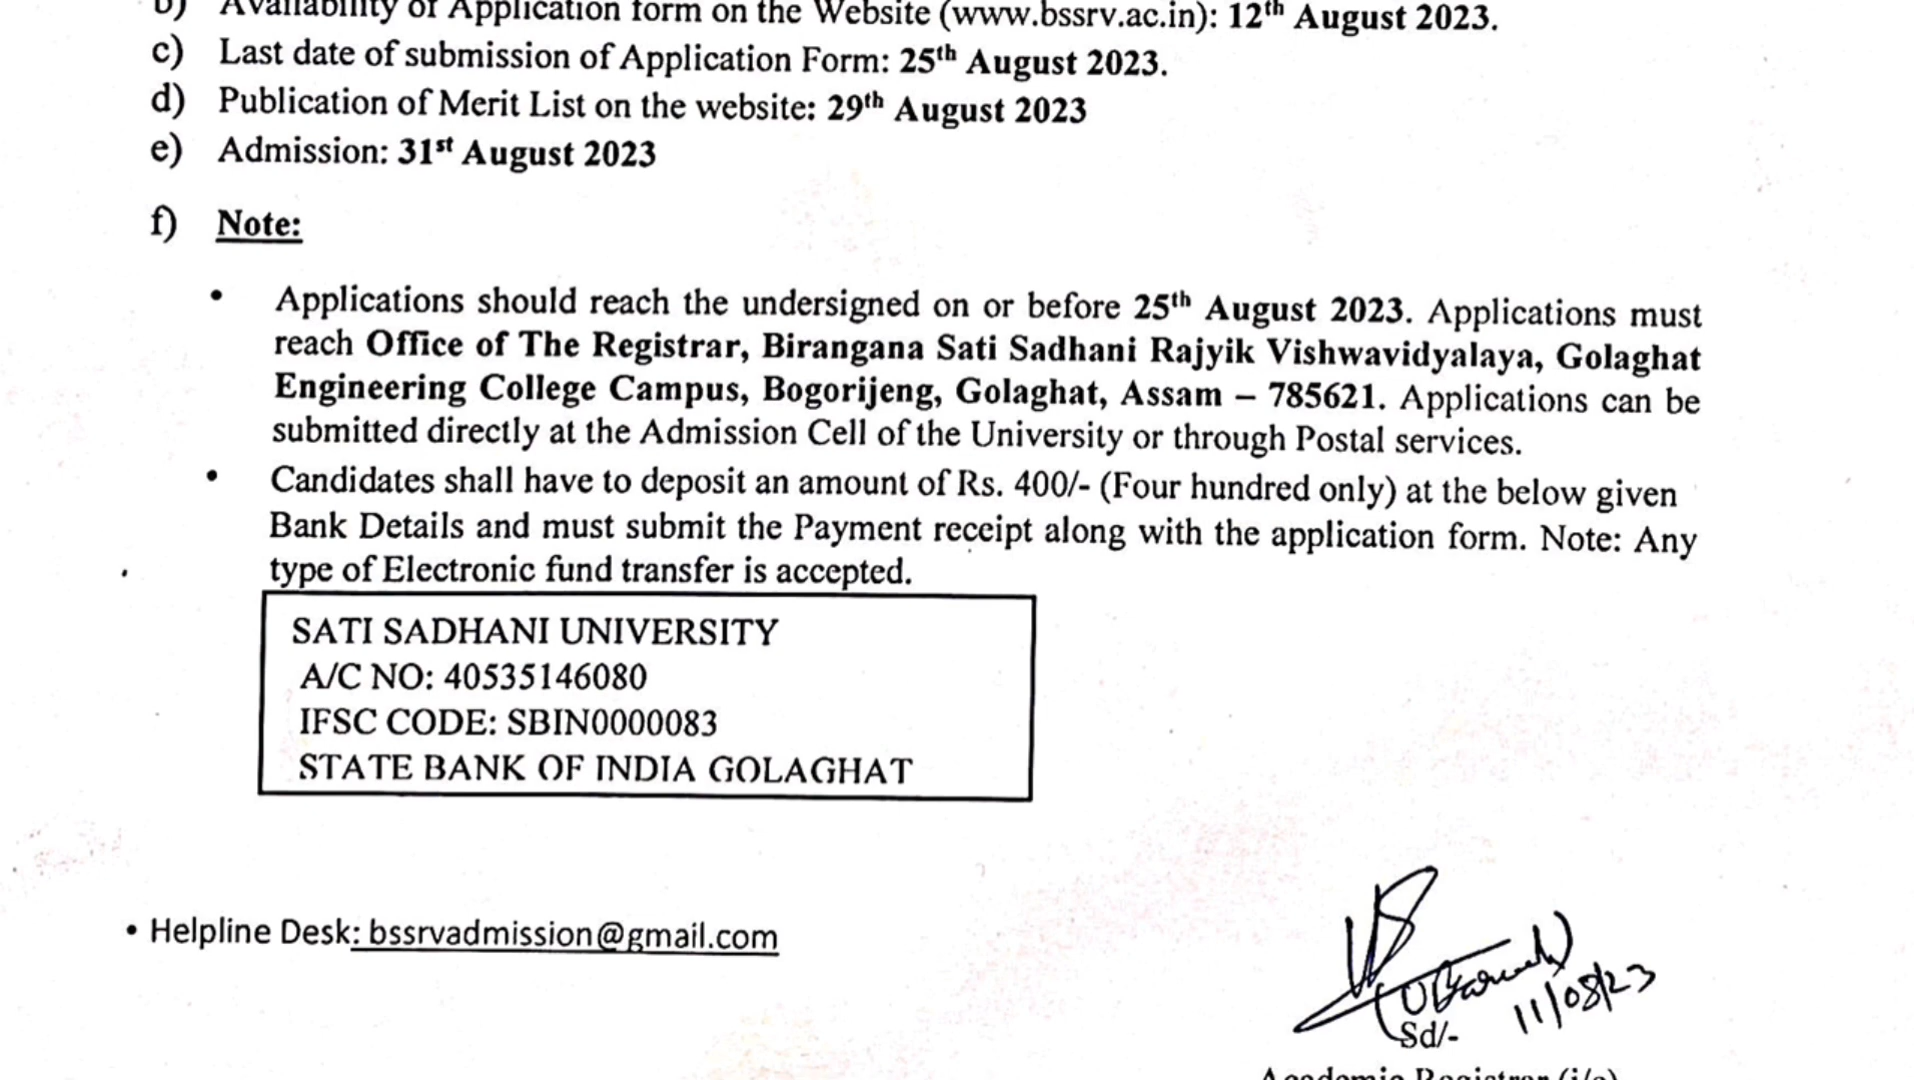 b) Availability of Application form on the Website (www.bssrv.ac.in): 12th August 2023.
c) Last date of submission of Application Form: 25th August 2023.
d) Publication of Merit List on the website: 29th August 2023
e) Admission: 31st August 2023
f) Note:
• Applications should reach the undersigned on or before 25th August 2023. Applications must
reach Office of The Registrar, Birangana Sati Sadhani Rajyik Vishwavidyalaya, Golaghat
Engineering College Campus, Bogorijeng, Golaghat, Assam – 785621. Applications can be
submitted directly at the Admission Cell of the University or through Postal services.
• Candidates shall have to deposit an amount of Rs. 400/- (Four hundred only) at the below given
Bank Details and must submit the Payment receipt along with the application form. Note: Any
type of Electronic fund transfer is accepted.
SATI SADHANI UNIVERSITY
A/C NO: 40535146080
IFSC CODE: SBIN0000083
STATE BANK OF INDIA GOLAGHAT
• Helpline Desk: bssrvadmission@gmail.com
11/08/23
Sd/-
Academic Registrar (i/c)